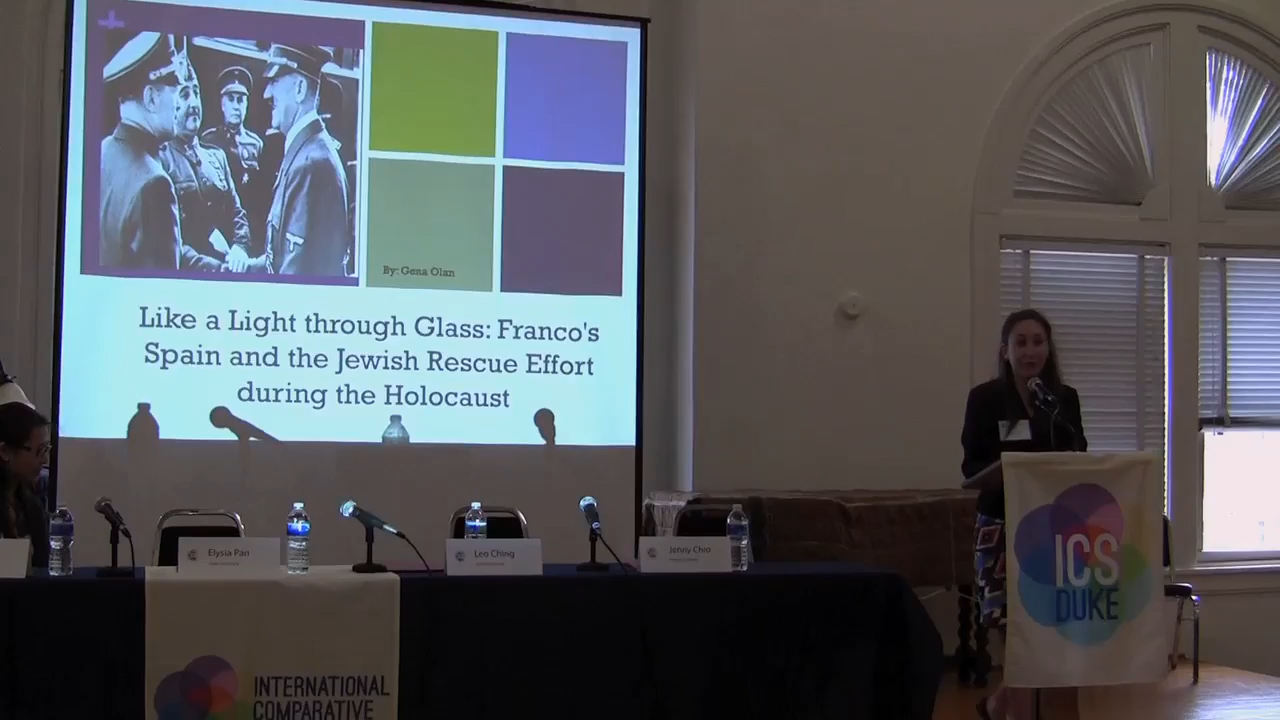 By: Gena Olan
Like a Light through Glass: Franco's
Spain and the Jewish Rescue Effort
during the Holocaust
Elysia Pan
Leo Ching
Jenny Chio
ICS
DUKE
INTERNATIONAL
COMPARATIVE